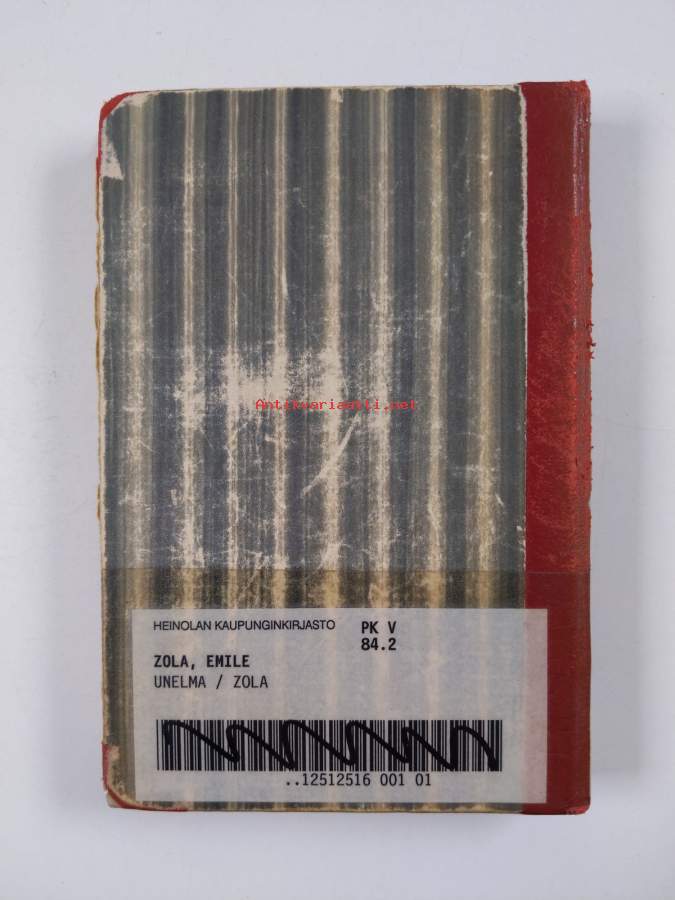 Antikvariaatti.net
HEINOLAN KAUPUNGINKIRJASTO PK V
84.2
ZOLA, EMILE
UNELMA / ZOLA
..12512516 001 01